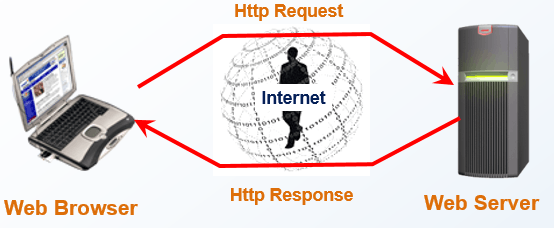 Http Request
Internet
Http Response
Web Browser
Web Server